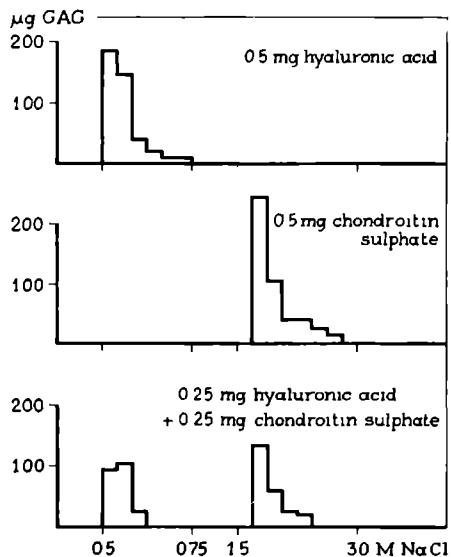 µg GAG
200
0 5 mg hyaluronic acid
100
200
0 5 mg chondroitin
sulphate
100
0 25 mg hyaluronic acid
200
+ 0 25 mg chondroitin sulphate
100
0 5 0 75 1 5 3 0 M NaCl